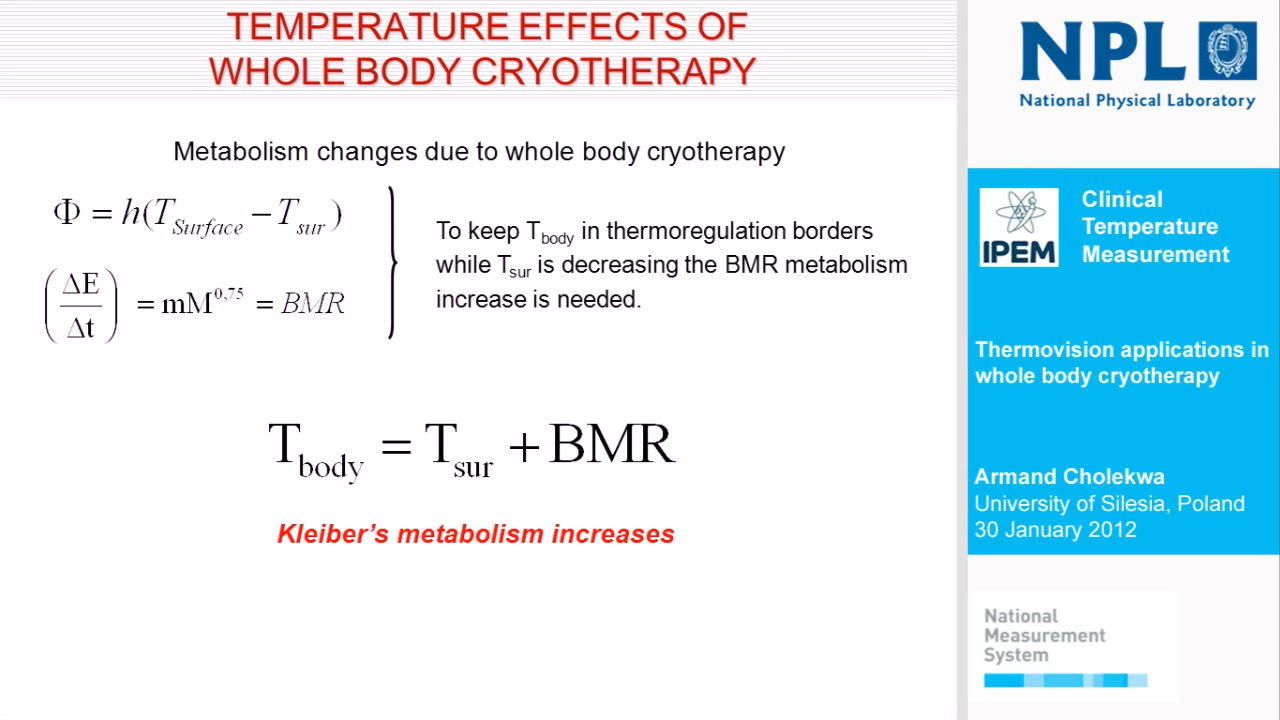 TEMPERATURE EFFECTS OF
WHOLE BODY CRYOTHERAPY
Metabolism changes due to whole body cryotherapy
Φ = h(T_Surface − T_sur)
(ΔE/Δt) = mM^0,75 = BMR
To keep T_body in thermoregulation borders
while T_sur is decreasing the BMR metabolism
increase is needed.
T_body = T_sur + BMR
Kleiber's metabolism increases
NPL
National Physical Laboratory
IPEM
Clinical
Temperature
Measurement
Thermovision applications in
whole body cryotherapy
Armand Cholekwa
University of Silesia, Poland
30 January 2012
National
Measurement
System